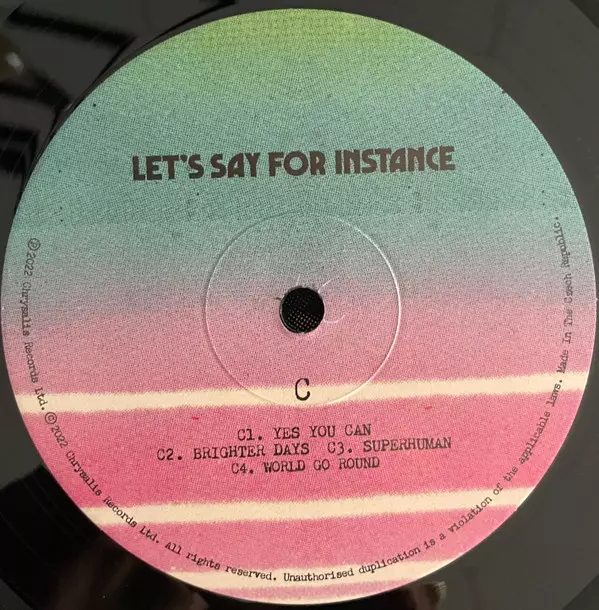 LET'S SAY FOR INSTANCE
C
C1. YES YOU CAN
C2. BRIGHTER DAYS C3. SUPERHUMAN
C4. WORLD GO ROUND
℗ 2022 Chrysalis Records Ltd. © 2022 Chrysalis Records Ltd. All rights reserved. Unauthorised duplication is a violation of the applicable laws. Made In The Czech Republic.